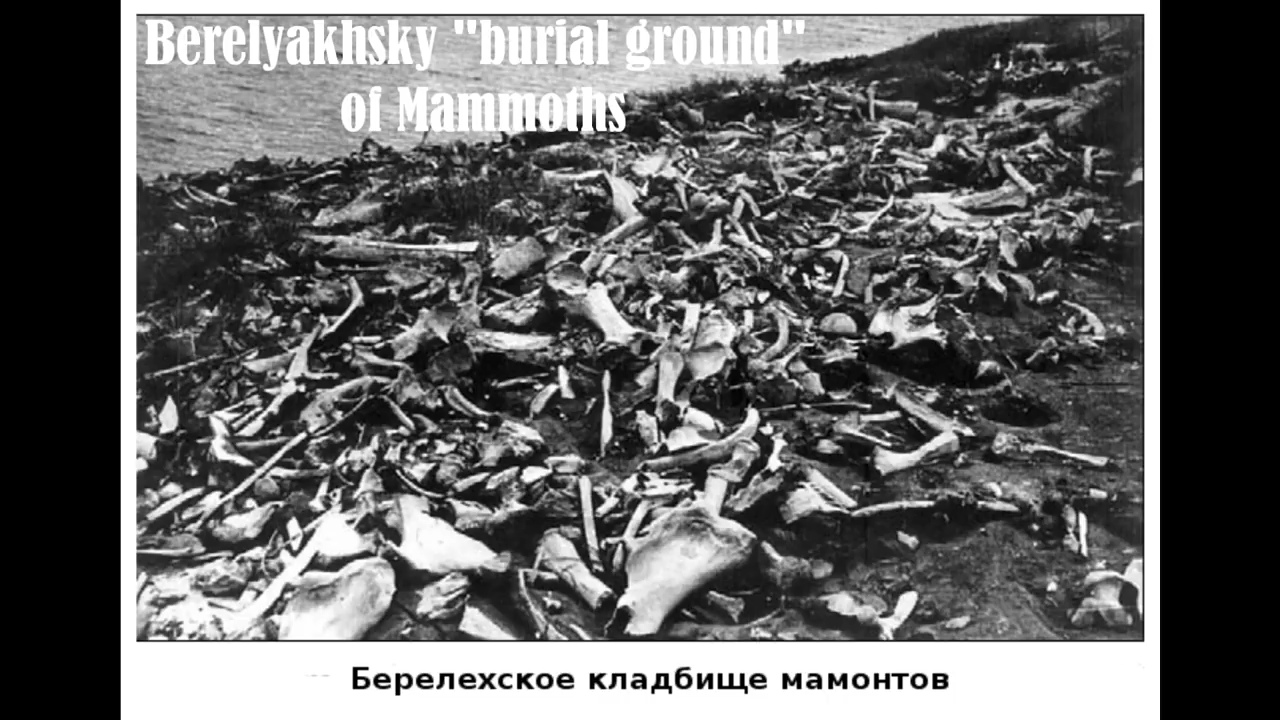 Berelyakhsky "burial ground"
of Mammoths
Берелехское кладбище мамонтов